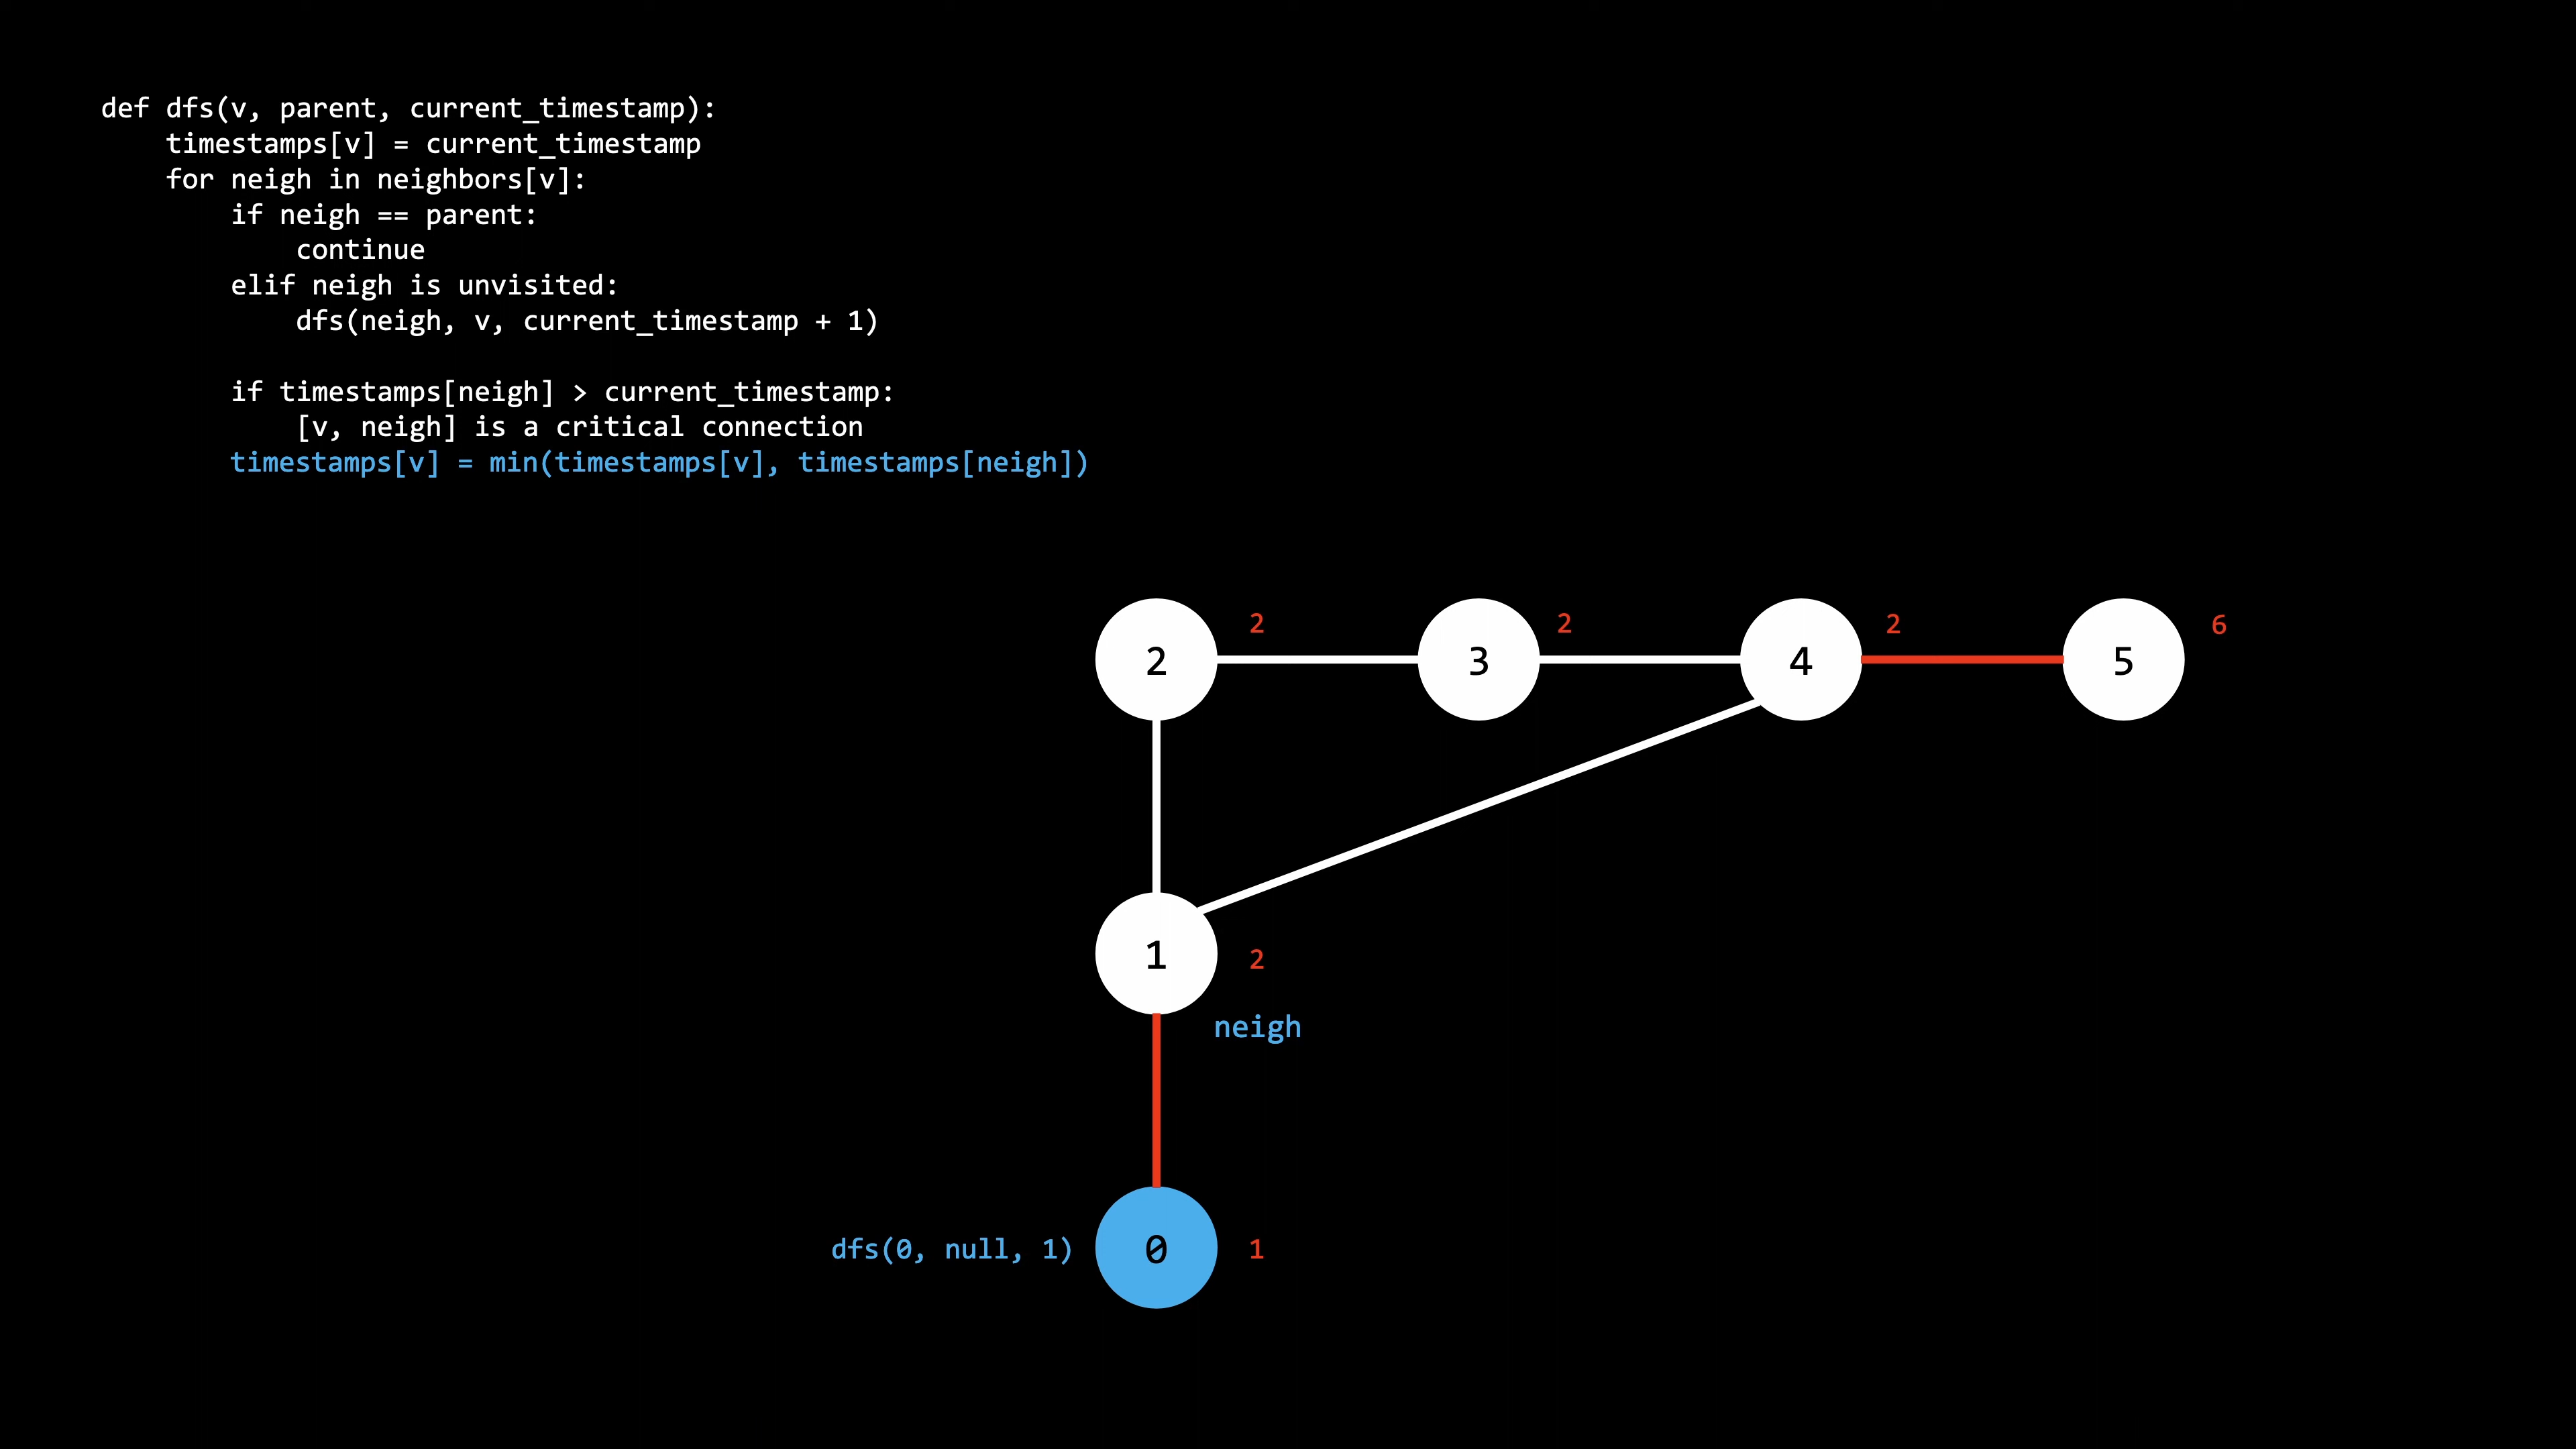 def dfs(v, parent, current_timestamp):
    timestamps[v] = current_timestamp
    for neigh in neighbors[v]:
        if neigh == parent:
            continue
        elif neigh is unvisited:
            dfs(neigh, v, current_timestamp + 1)
        if timestamps[neigh] > current_timestamp:
            [v, neigh] is a critical connection
        timestamps[v] = min(timestamps[v], timestamps[neigh])
2 2 3 2 4 2 5 6
1 2
neigh
dfs(0, null, 1) 0 1